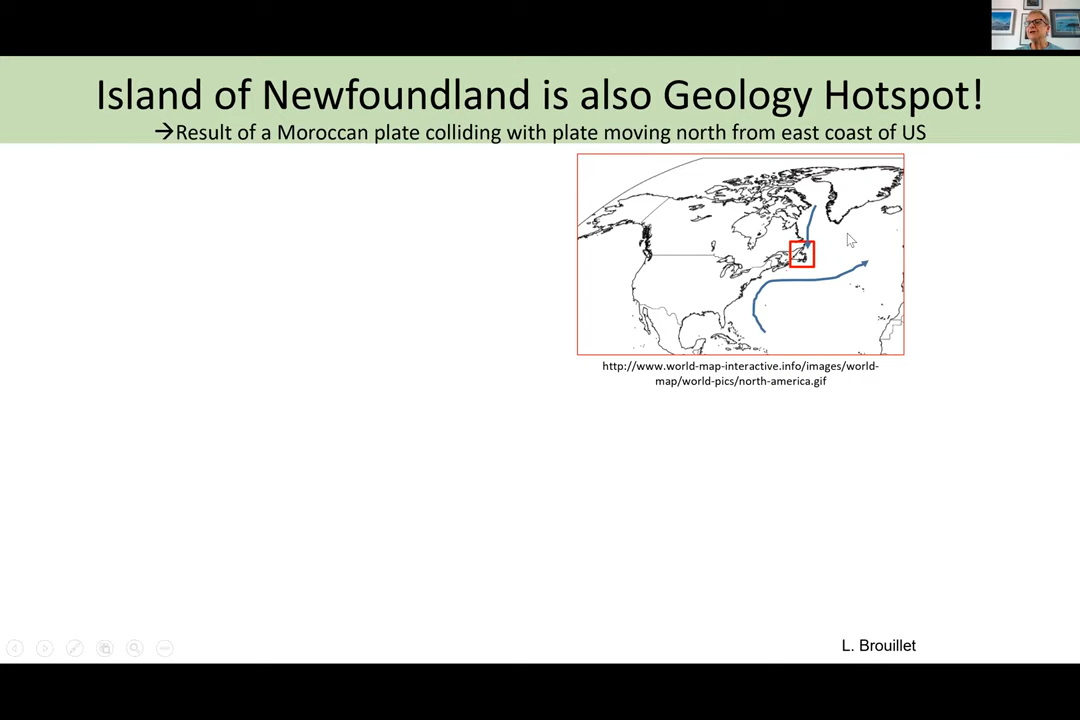 Island of Newfoundland is also Geology Hotspot!
→Result of a Moroccan plate colliding with plate moving north from east coast of US
http://www.world-map-interactive.info/images/world-
map/world-pics/north-america.gif
L. Brouillet